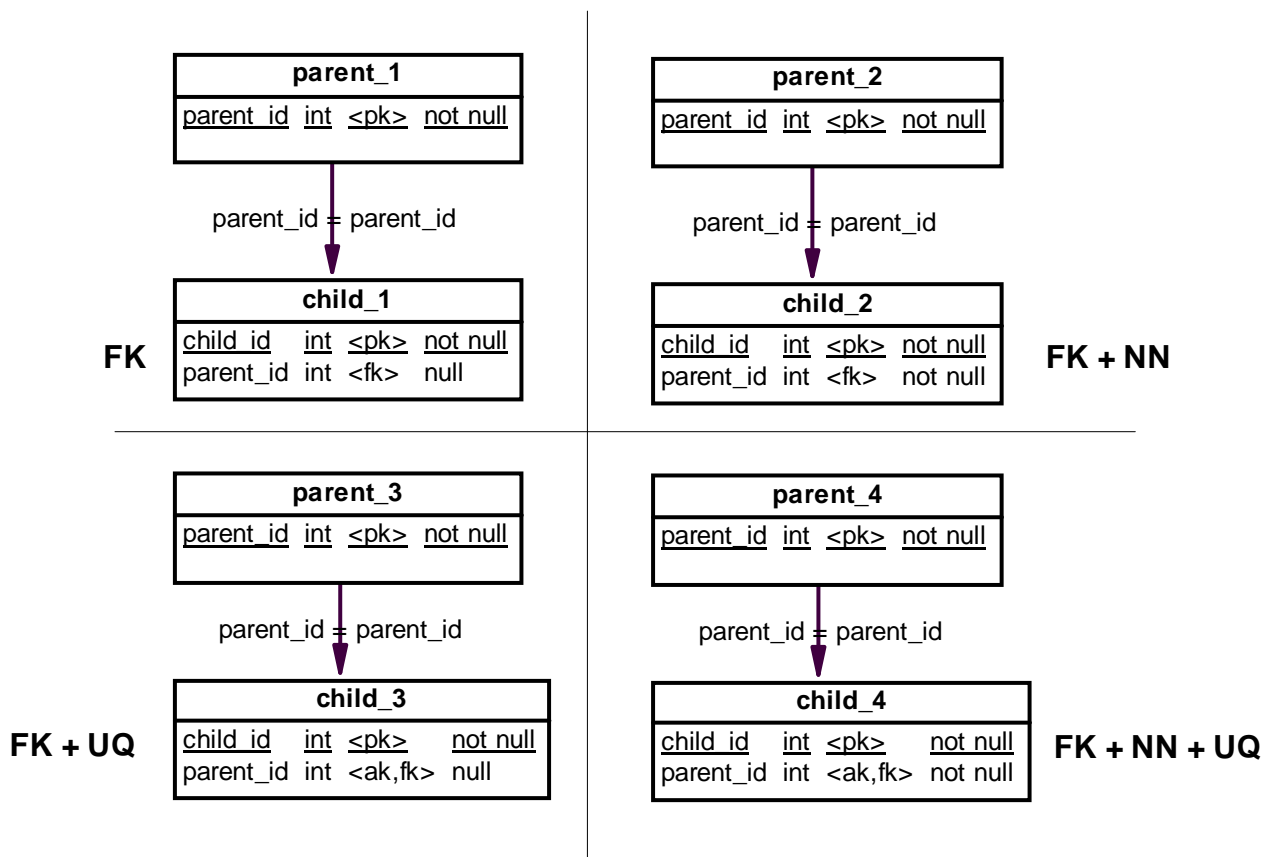 parent_1
parent_id int <pk> not null
parent_id = parent_id
child_1
child_id int <pk> not null
parent_id int <fk> null
FK
parent_2
parent_id int <pk> not null
parent_id = parent_id
child_2
child_id int <pk> not null
parent_id int <fk> not null
FK + NN
parent_3
parent_id int <pk> not null
parent_id = parent_id
child_3
child_id int <pk> not null
parent_id int <ak,fk> null
FK + UQ
parent_4
parent_id int <pk> not null
parent_id = parent_id
child_4
child_id int <pk> not null
parent_id int <ak,fk> not null
FK + NN + UQ